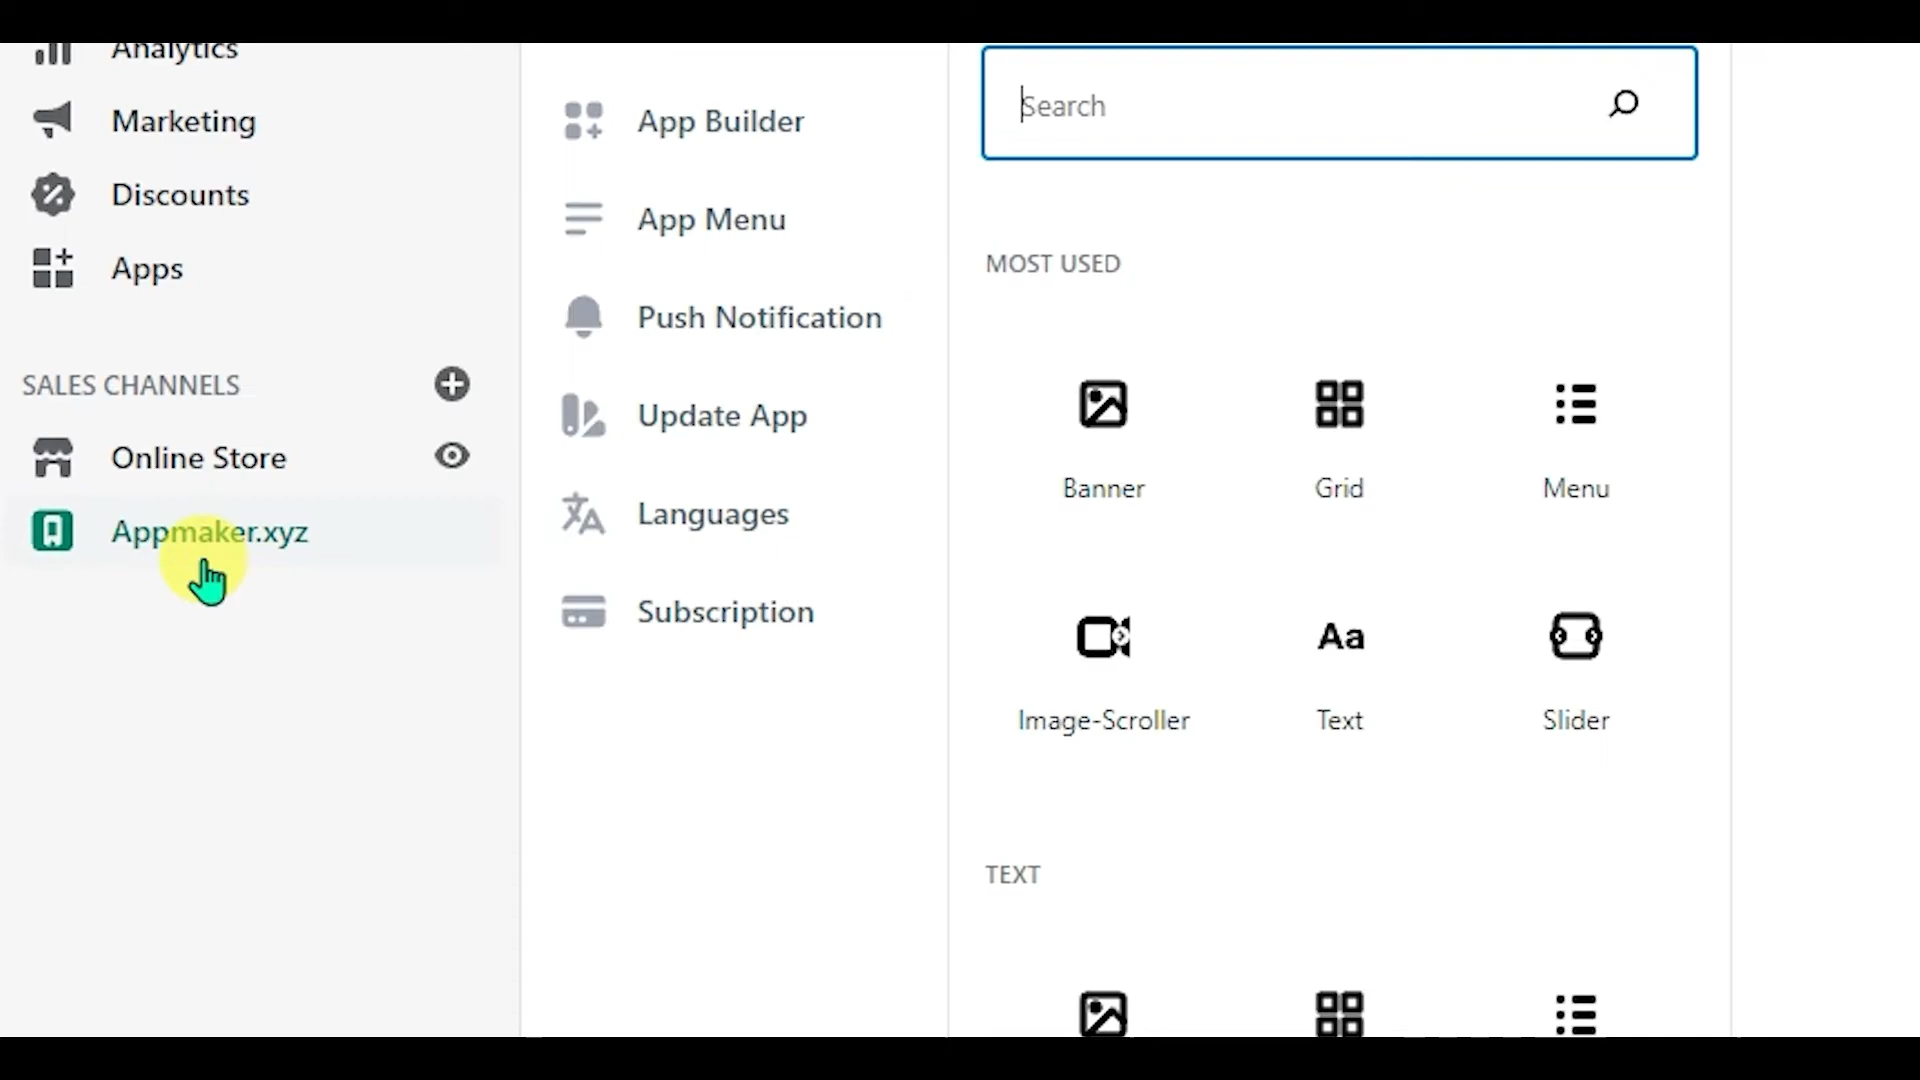 Analytics
Marketing
Discounts
Apps
SALES CHANNELS
Online Store
Appmaker.xyz
App Builder
App Menu
Push Notification
Update App
Languages
Subscription
Search
MOST USED
Banner
Grid
Menu
Image-Scroller
Aa
Text
Slider
TEXT